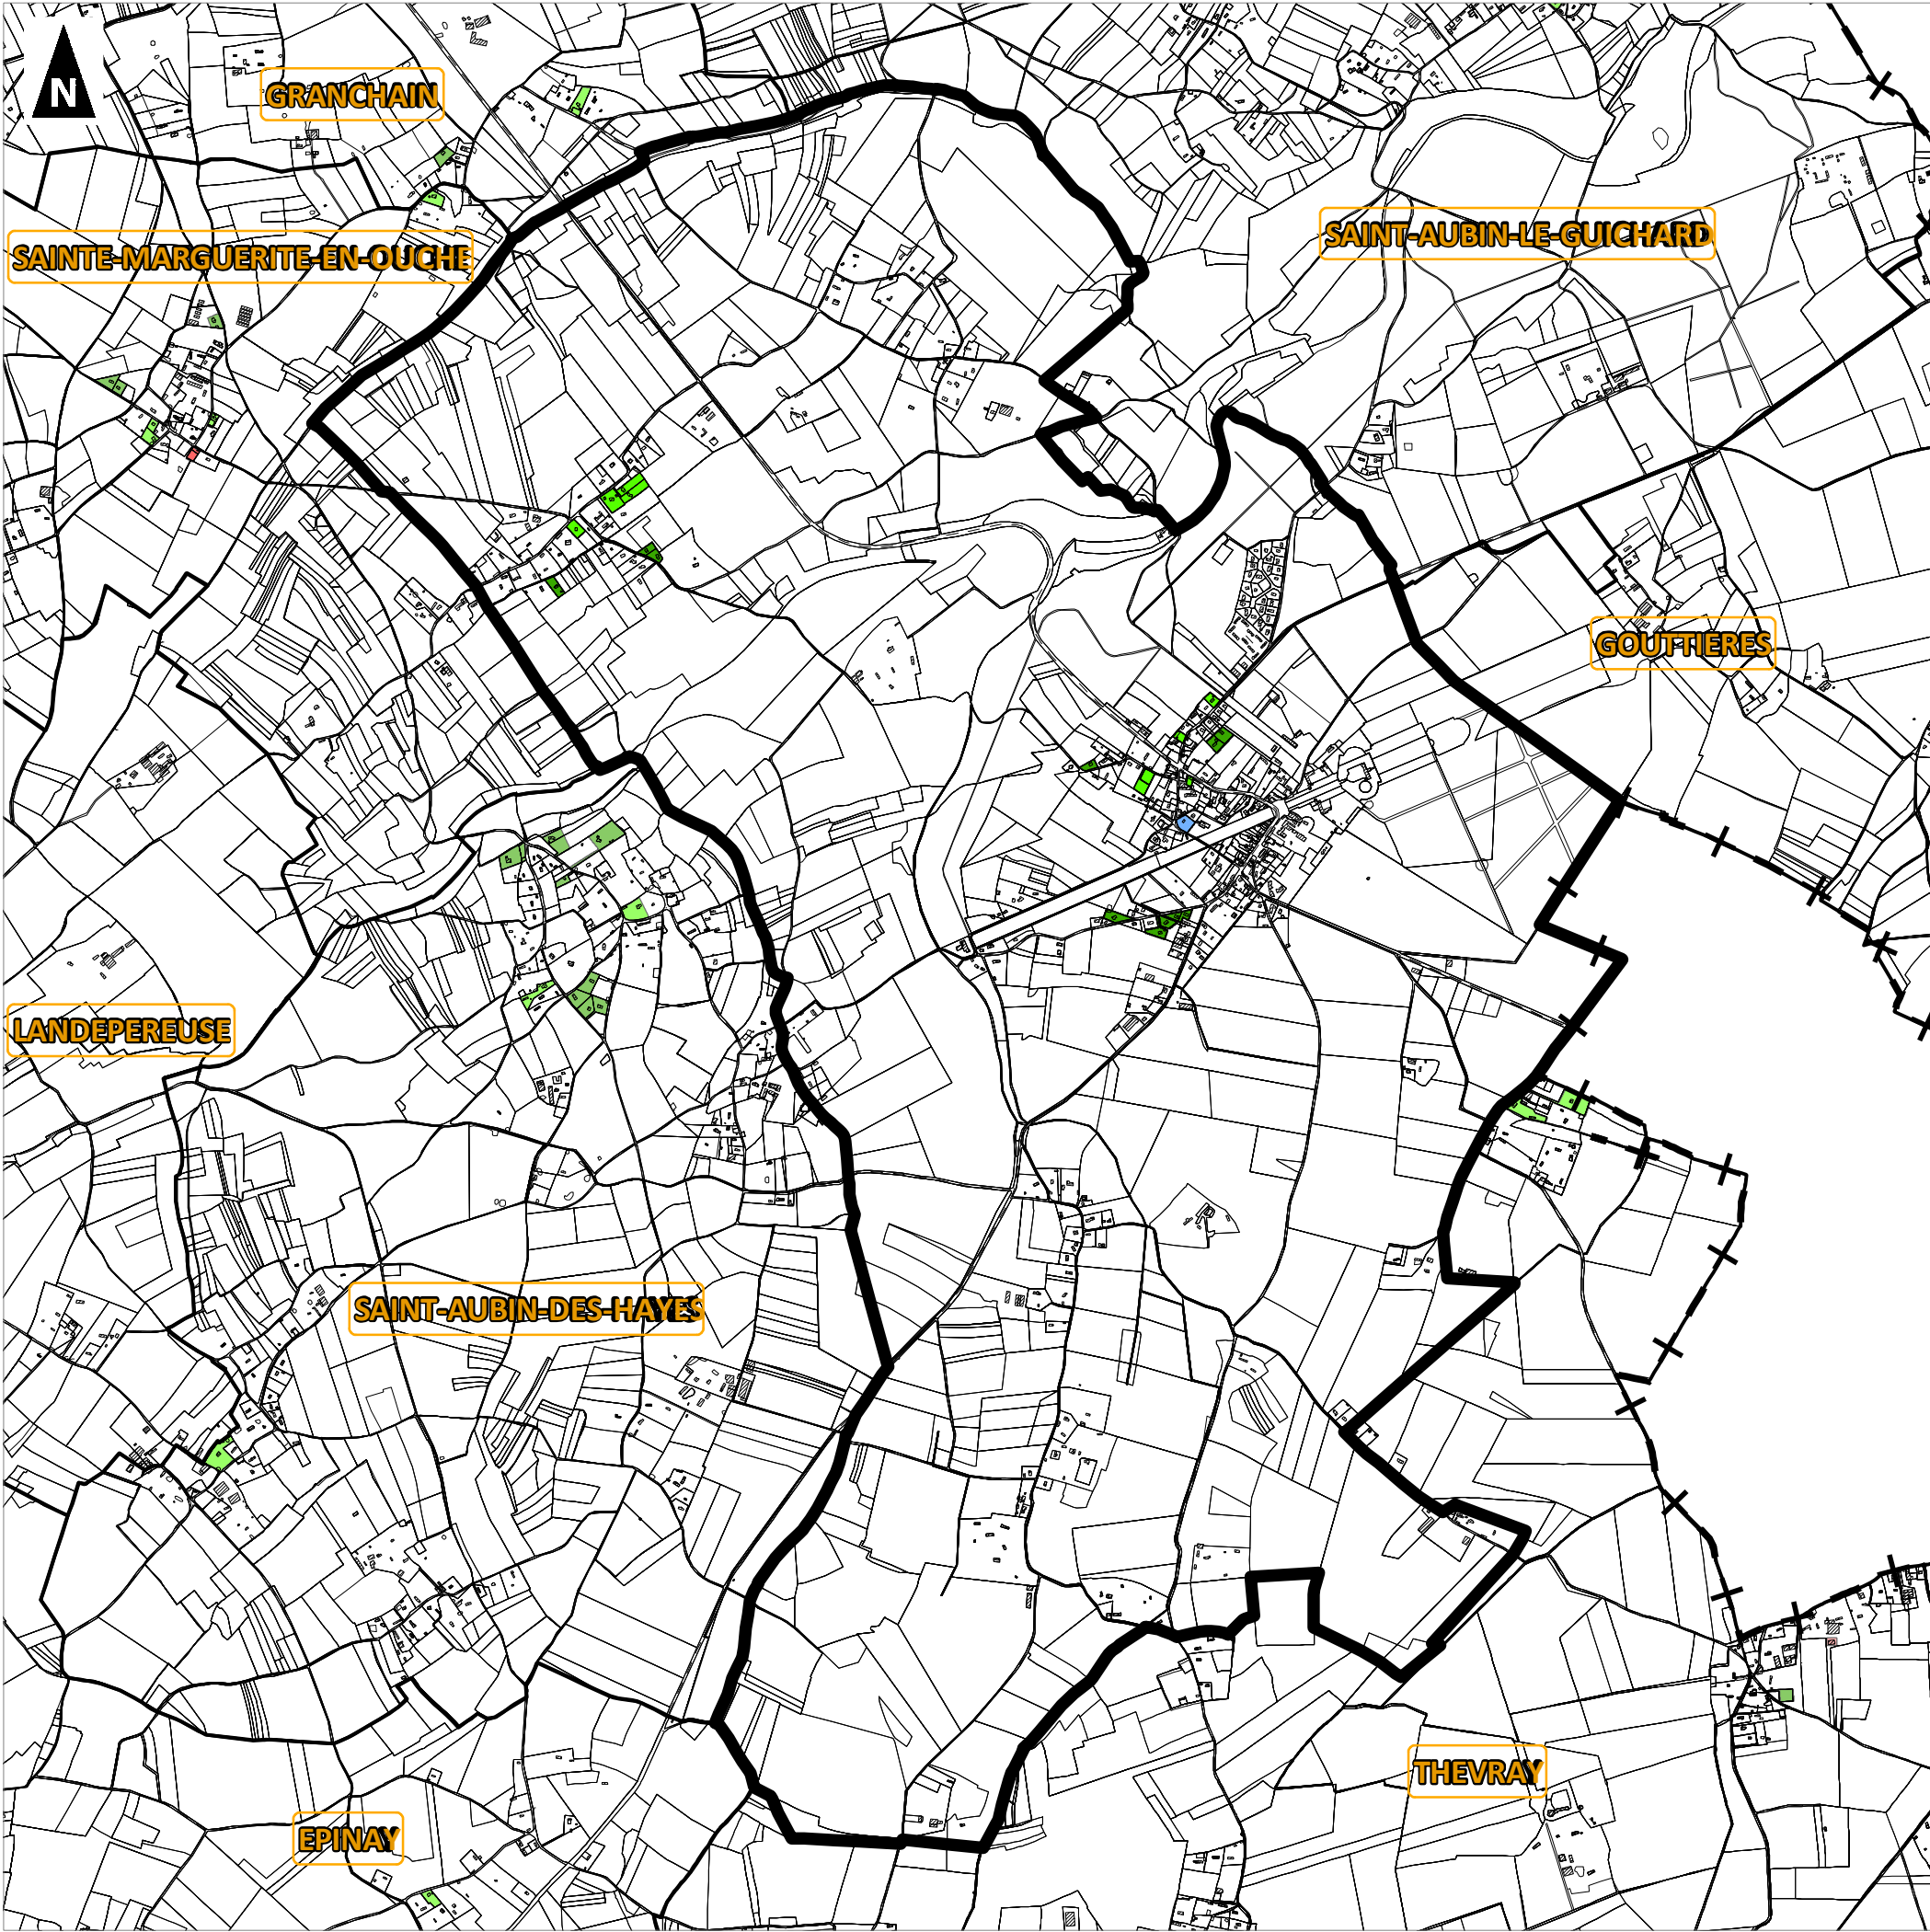 N
GRANCHAIN
SAINT-AUBIN-LE-GUICHARD
SAINTE-MARGUERITE-EN-OUCHE
GOUTTIERES
LANDEPEREUSE
SAINT-AUBIN-DES-HAYES
THEVRAY
EPINAY